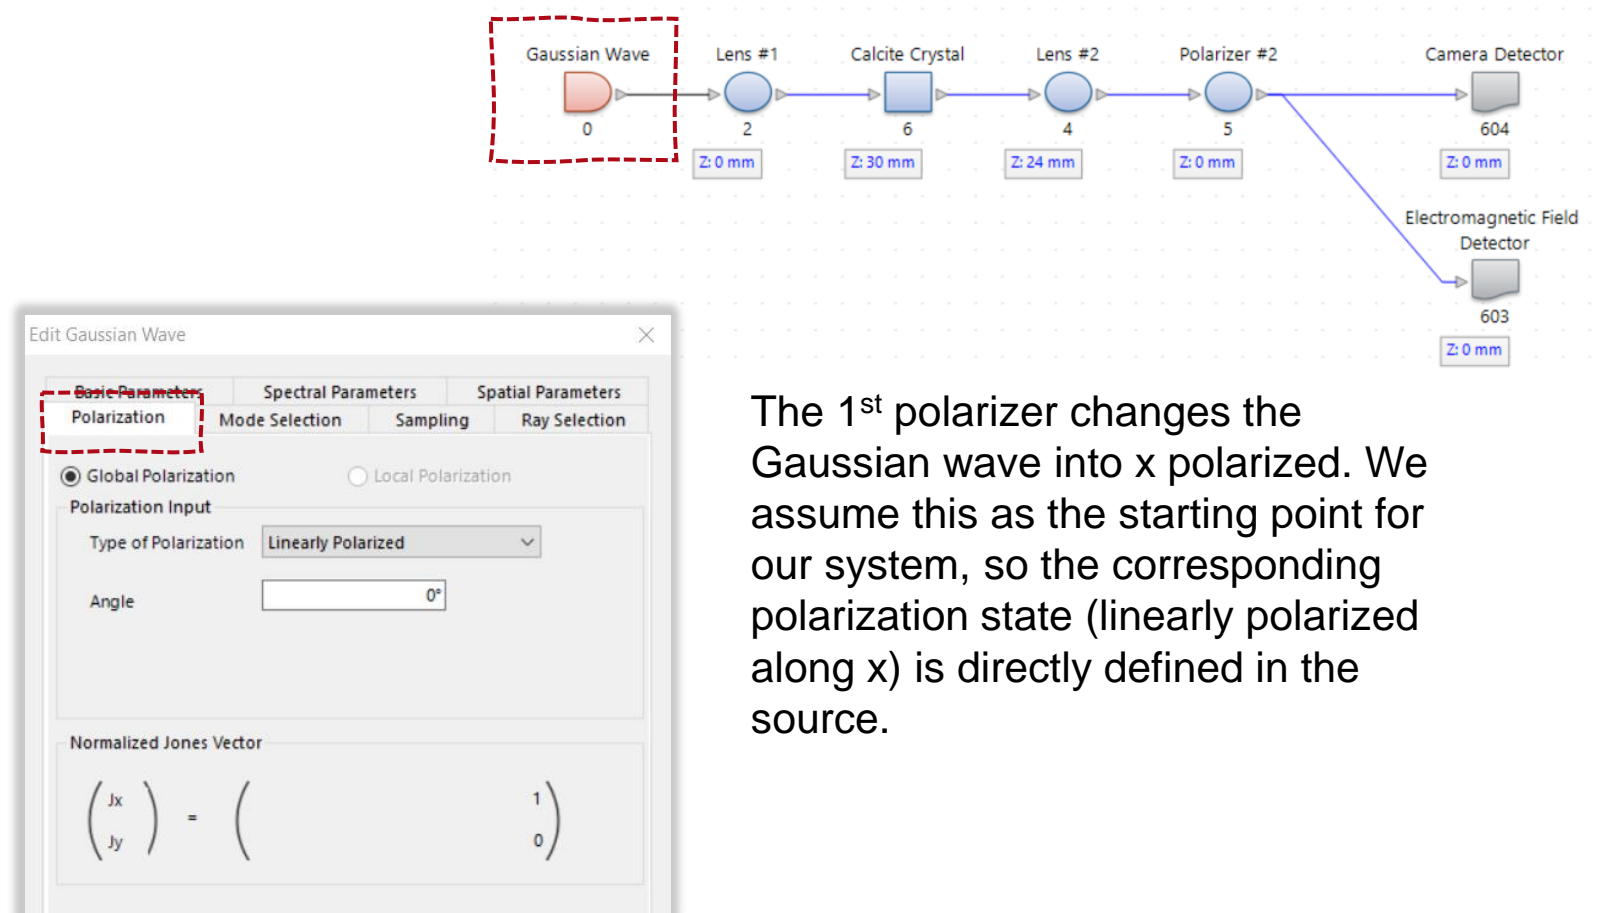 Gaussian Wave
Lens #1
Calcite Crystal
Lens #2
Polarizer #2
Camera Detector
0
2
6
4
5
604
Z: 0 mm
Z: 30 mm
Z: 24 mm
Z: 0 mm
Z: 0 mm
Electromagnetic Field
Detector
603
Z: 0 mm
Edit Gaussian Wave
Basic Parameters
Spectral Parameters
Spatial Parameters
Polarization
Mode Selection
Sampling
Ray Selection
Global Polarization
Local Polarization
Polarization Input
Type of Polarization
Linearly Polarized
Angle
0°
Normalized Jones Vector
Jx
Jy
=
1
0
The 1st polarizer changes the
Gaussian wave into x polarized. We
assume this as the starting point for
our system, so the corresponding
polarization state (linearly polarized
along x) is directly defined in the
source.